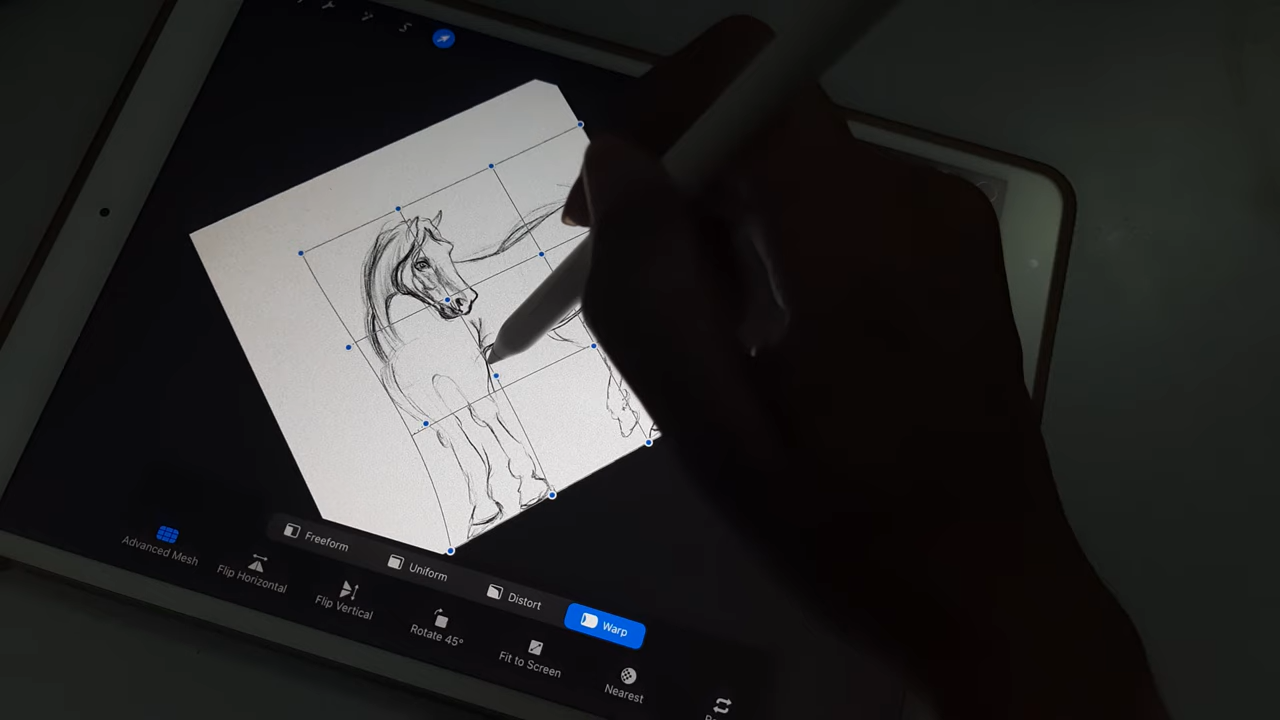 Freeform
Uniform
Distort
Warp
Advanced Mesh
Flip Horizontal
Flip Vertical
Rotate 45°
Fit to Screen
Nearest